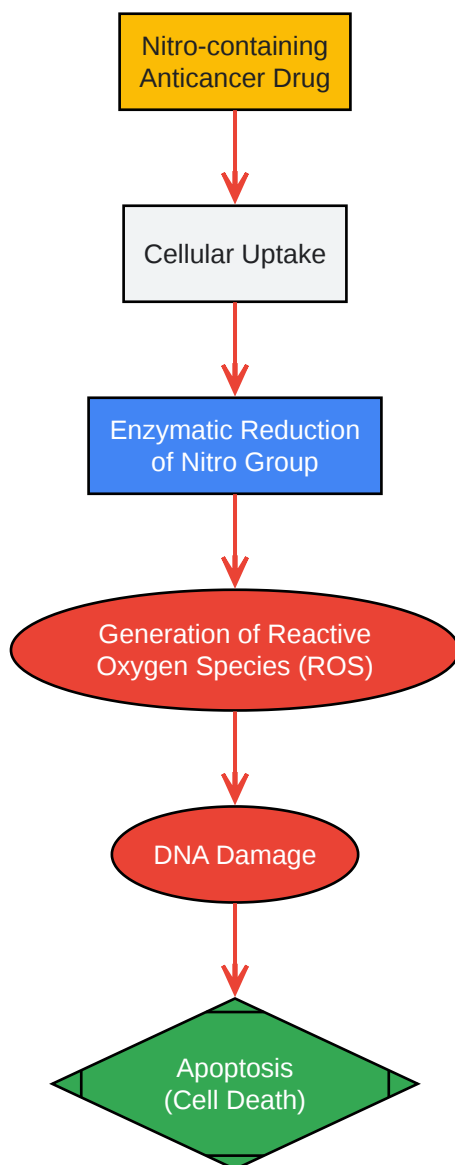 Nitro-containing
Anticancer Drug
Cellular Uptake
Enzymatic Reduction
of Nitro Group
Generation of Reactive
Oxygen Species (ROS)
DNA Damage
Apoptosis
(Cell Death)